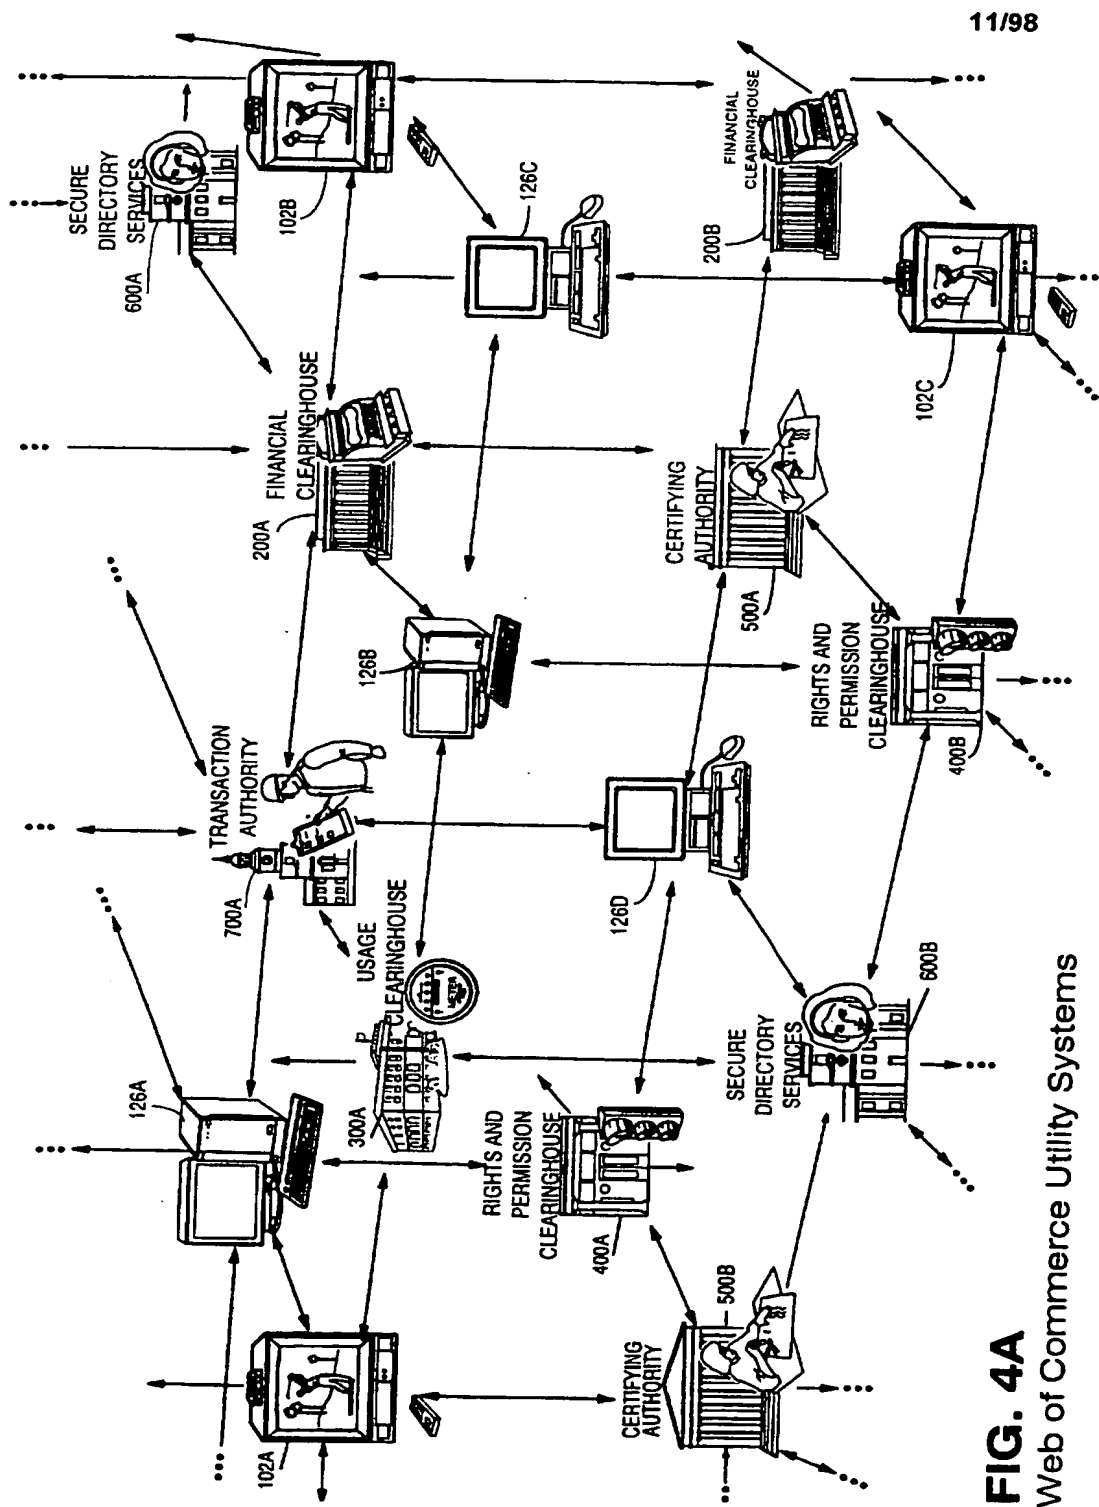 11/98
SECURE
DIRECTORY
SERVICES
600A
102B
126C
FINANCIAL
CLEARINGHOUSE
200B
102C
FINANCIAL
CLEARINGHOUSE
200A
CERTIFYING
AUTHORITY
500A
126B
RIGHTS AND
PERMISSION
CLEARINGHOUSE
400B
TRANSACTION
AUTHORITY
700A
126D
USAGE
CLEARINGHOUSE
METER
300A
SECURE
DIRECTORY
SERVICES
600B
126A
RIGHTS AND
PERMISSION
CLEARINGHOUSE
400A
102A
CERTIFYING
AUTHORITY
500B
FIG. 4A
Web of Commerce Utility Systems